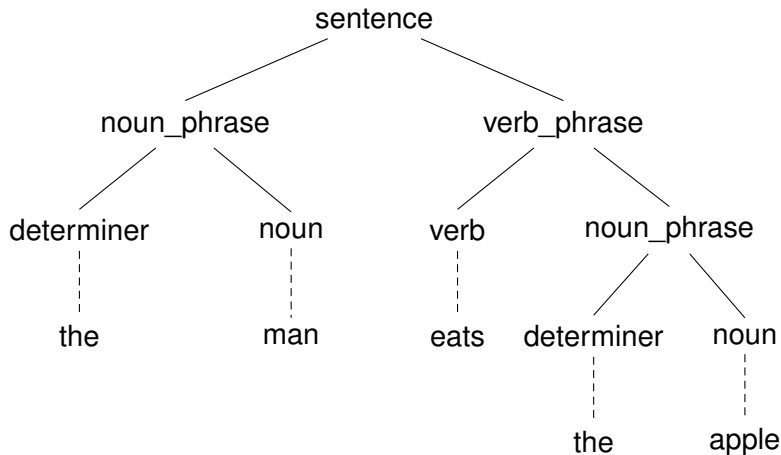 sentence
noun_phrase verb_phrase
determiner noun verb noun_phrase
the man eats determiner noun
the apple